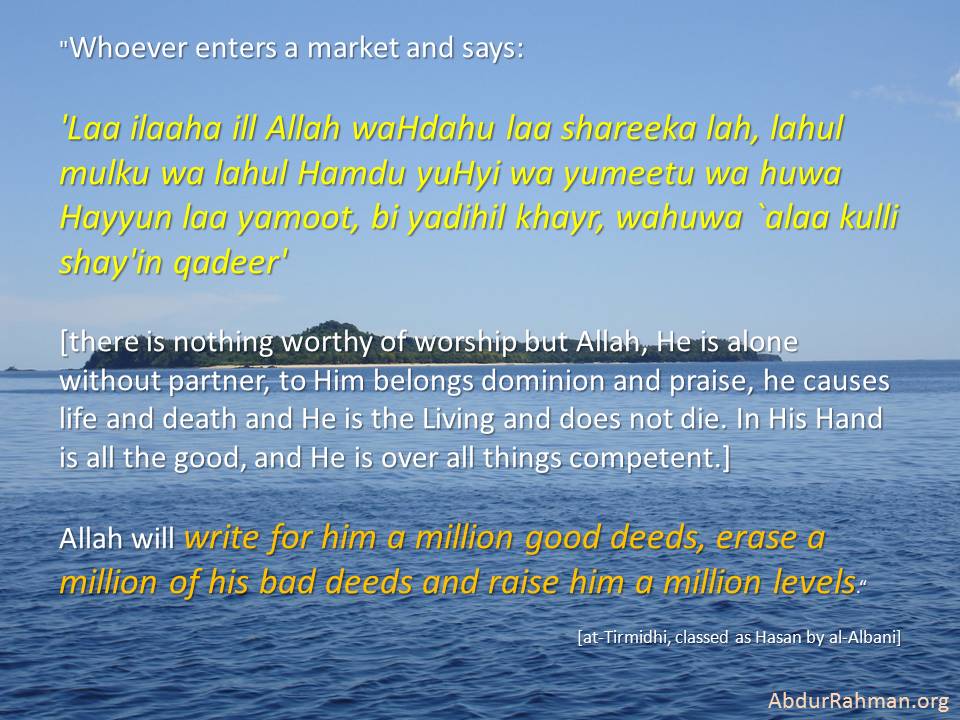 "Whoever enters a market and says:
'Laa ilaaha ill Allah waHdahu laa shareeka lah, lahul
mulku wa lahul Hamdu yuHyi wa yumeetu wa huwa
Hayyun laa yamoot, bi yadihil khayr, wahuwa `alaa kulli
shay'in qadeer'
[there is nothing worthy of worship but Allah, He is alone
without partner, to Him belongs dominion and praise, he causes
life and death and He is the Living and does not die. In His Hand
is all the good, and He is over all things competent.]
Allah will write for him a million good deeds, erase a
million of his bad deeds and raise him a million levels.“
[at-Tirmidhi, classed as Hasan by al-Albani]
AbdurRahman.org